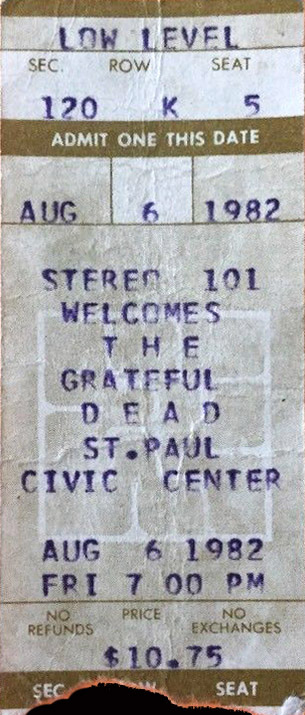 LOW LEVEL
SEC. ROW SEAT
120 K 5
ADMIT ONE THIS DATE
AUG 6 1982
STEREO 101
WELCOMES
T H E
GRATEFUL
D E A D
ST.PAUL
CIVIC CENTER
AUG 6 1982
FRI 7 00 PM
NO REFUNDS PRICE NO EXCHANGES
$10.75
SEC SEAT